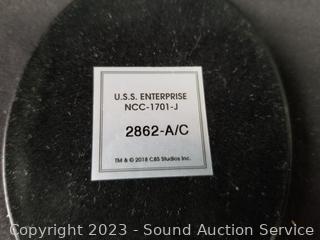 U.S.S. ENTERPRISE
NCC-1701-J
2862-A/C
TM & © 2018 CBS Studios Inc.
Copyright 2023 - Sound Auction Service